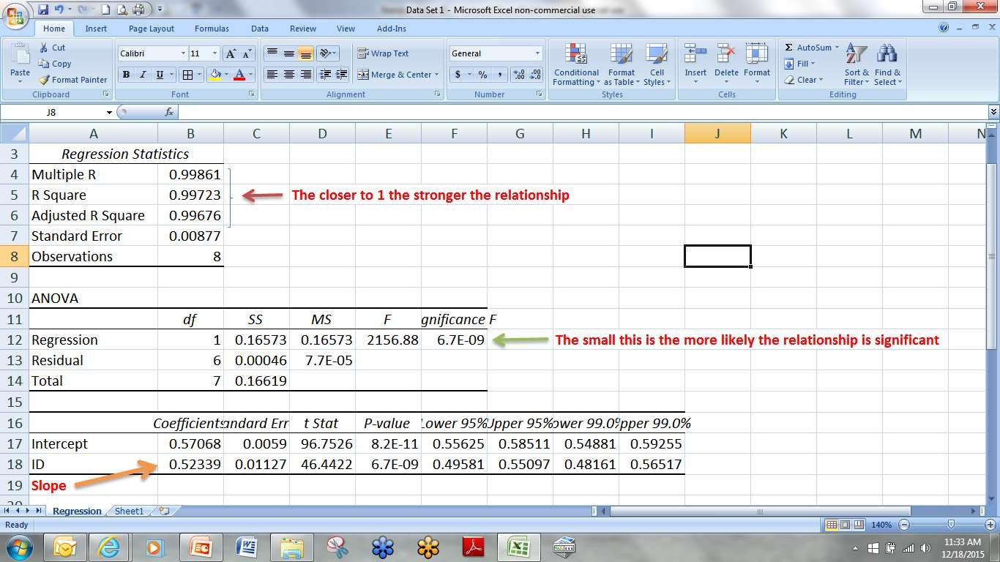 Data Set 1 - Microsoft Excel non-commercial use
Home Insert Page Layout Formulas Data Review View Add-Ins
Paste
Cut
Copy
Format Painter
Clipboard
Calibri 11
B I U
Font
Wrap Text
Merge & Center
Alignment
General
$ % ,
Number
Conditional Formatting
Format as Table
Cell Styles
Styles
Insert Delete Format
Cells
Σ AutoSum
Fill
Clear
Sort & Filter
Find & Select
Editing
J8 fx
A B C D E F G H I J K L M N
3 Regression Statistics
4 Multiple R 0.99861
5 R Square 0.99723 The closer to 1 the stronger the relationship
6 Adjusted R Square 0.99676
7 Standard Error 0.00877
8 Observations 8
9
10 ANOVA
11 df SS MS F gnificance F
12 Regression 1 0.16573 0.16573 2156.88 6.7E-09 The small this is the more likely the relationship is significant
13 Residual 6 0.00046 7.7E-05
14 Total 7 0.16619
15
16 Coefficients andard Err t Stat P-value Lower 95% Upper 95% ower 99.0% pper 99.0%
17 Intercept 0.57068 0.0059 96.7526 8.2E-11 0.55625 0.58511 0.54881 0.59255
18 ID 0.52339 0.01127 46.4422 6.7E-09 0.49581 0.55097 0.48161 0.56517
19 Slope
Regression Sheet1
Ready 140%
11:33 AM
12/18/2015